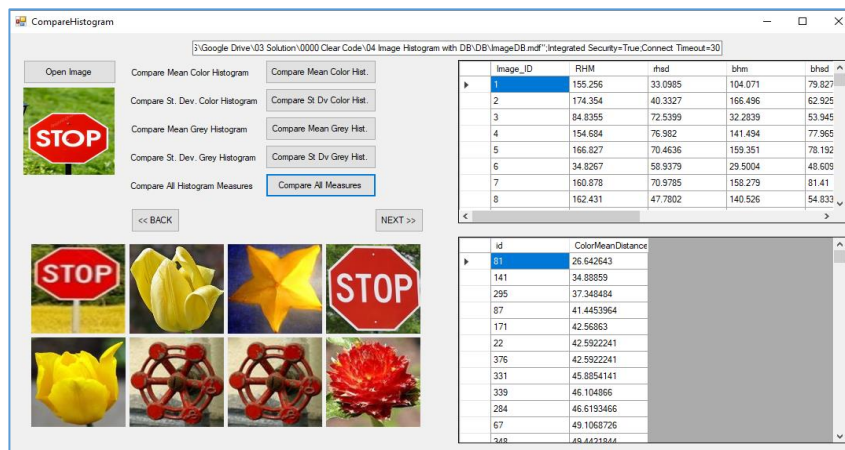 CompareHistogram
S\Google Drive\03 Solution\0000 Clear Code\04 Image Histogram with DB\DB\ImageDB.mdf";Integrated Security=True;Connect Timeout=30
Open Image
Compare Mean Color Histogram Compare Mean Color Hist.
Compare St. Dev. Color Histogram Compare St Dv Color Hist.
Compare Mean Grey Histogram Compare Mean Grey Hist.
Compare St. Dev. Grey Histogram Compare St Dv Grey Hist.
Compare All Histogram Measures Compare All Measures
STOP
<< BACK NEXT >>
STOP
STOP
Image_ID RHM rhsd bhm bhsd
1 155.256 33.0985 104.071 79.827
2 174.354 40.3327 166.496 62.925
3 84.8355 72.5399 32.2839 53.945
4 154.684 76.982 141.494 77.965
5 166.827 70.4636 159.351 78.192
6 34.8267 58.9379 29.5004 48.609
7 160.878 70.9785 158.279 81.41
8 162.431 47.7802 140.526 54.833
id ColorMeanDistance
81 26.642643
141 34.88859
295 37.348484
87 41.4453964
171 42.56863
22 42.5922241
376 42.5922241
331 45.8854141
339 46.104866
284 46.6193466
67 49.1068726
348 49.4421844